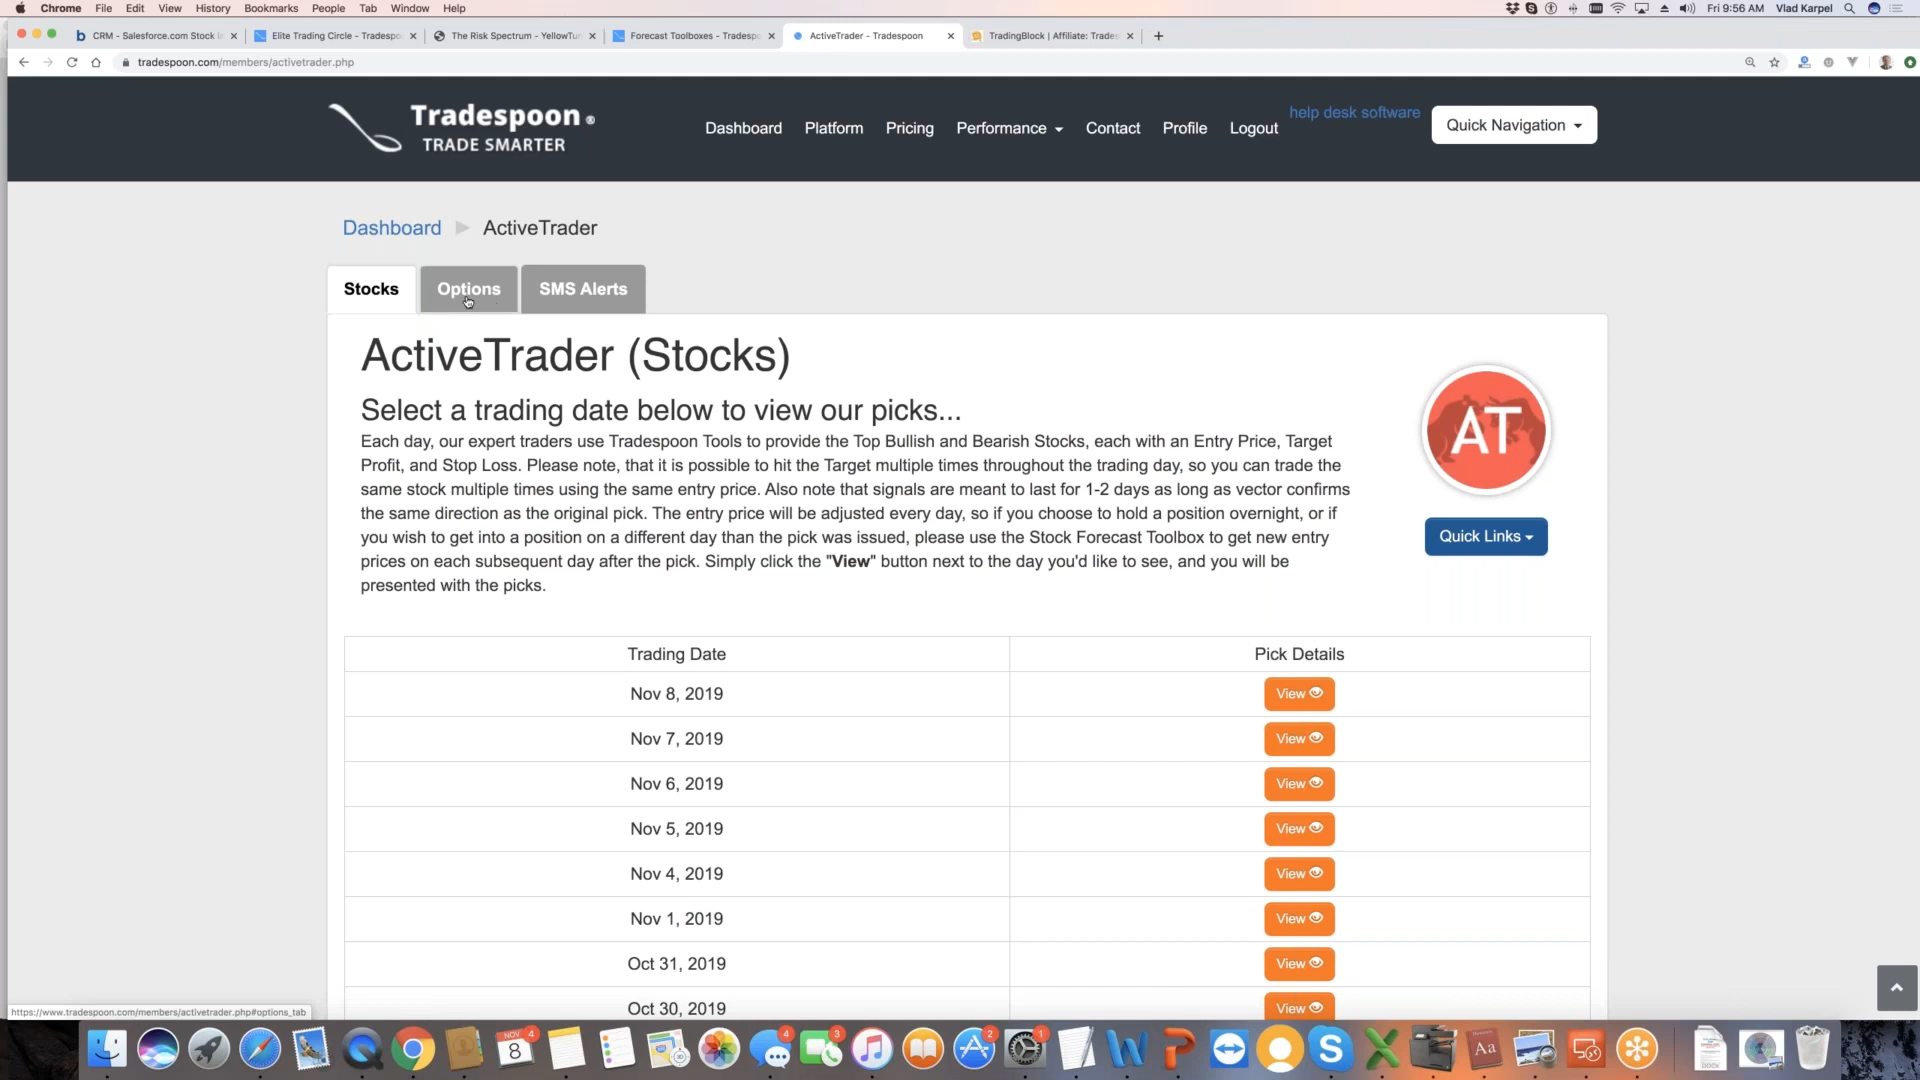 Chrome File Edit View History Bookmarks People Tab Window Help
Fri 9:56 AM Vlad Karpel
CRM - Salesforce.com Stock
Elite Trading Circle - Tradespo
The Risk Spectrum - YellowTu
Forecast Toolboxes - Tradespo
ActiveTrader - Tradespoon
TradingBlock | Affiliate: Trades
tradespoon.com/members/activetrader.php
Tradespoon ®
TRADE SMARTER
Dashboard Platform Pricing Performance Contact Profile Logout
help desk software
Quick Navigation
Dashboard ActiveTrader
Stocks Options SMS Alerts
ActiveTrader (Stocks)
Select a trading date below to view our picks...
Each day, our expert traders use Tradespoon Tools to provide the Top Bullish and Bearish Stocks, each with an Entry Price, Target
Profit, and Stop Loss. Please note, that it is possible to hit the Target multiple times throughout the trading day, so you can trade the
same stock multiple times using the same entry price. Also note that signals are meant to last for 1-2 days as long as vector confirms
the same direction as the original pick. The entry price will be adjusted every day, so if you choose to hold a position overnight, or if
you wish to get into a position on a different day than the pick was issued, please use the Stock Forecast Toolbox to get new entry
prices on each subsequent day after the pick. Simply click the "View" button next to the day you'd like to see, and you will be
presented with the picks.
AT
Quick Links
Trading Date Pick Details
Nov 8, 2019 View
Nov 7, 2019 View
Nov 6, 2019 View
Nov 5, 2019 View
Nov 4, 2019 View
Nov 1, 2019 View
Oct 31, 2019 View
Oct 30, 2019 View
https://www.tradespoon.com/members/activetrader.php#options_tab
NOV
8
4
4
3
2
1
Aa
DOCX